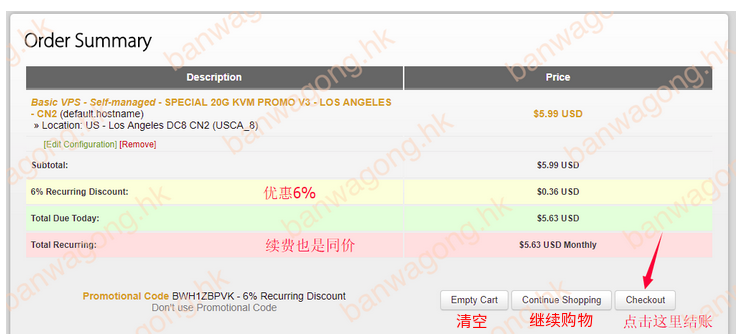 Order Summary
Description Price
Basic VPS - Self-managed - SPECIAL 20G KVM PROMO V3 - LOS ANGELES
- CN2 (default.hostname) $5.99 USD
» Location: US - Los Angeles DC8 CN2 (USCA_8)
[Edit Configuration] [Remove]
Subtotal: $5.99 USD
6% Recurring Discount: 优惠6% $0.36 USD
Total Due Today: $5.63 USD
Total Recurring: 续费也是同价 $5.63 USD Monthly
Promotional Code BWH1ZBPVK - 6% Recurring Discount
Don't use Promotional Code
Empty Cart Continue Shopping Checkout
清空 继续购物 点击这里结账
banwagong.hk